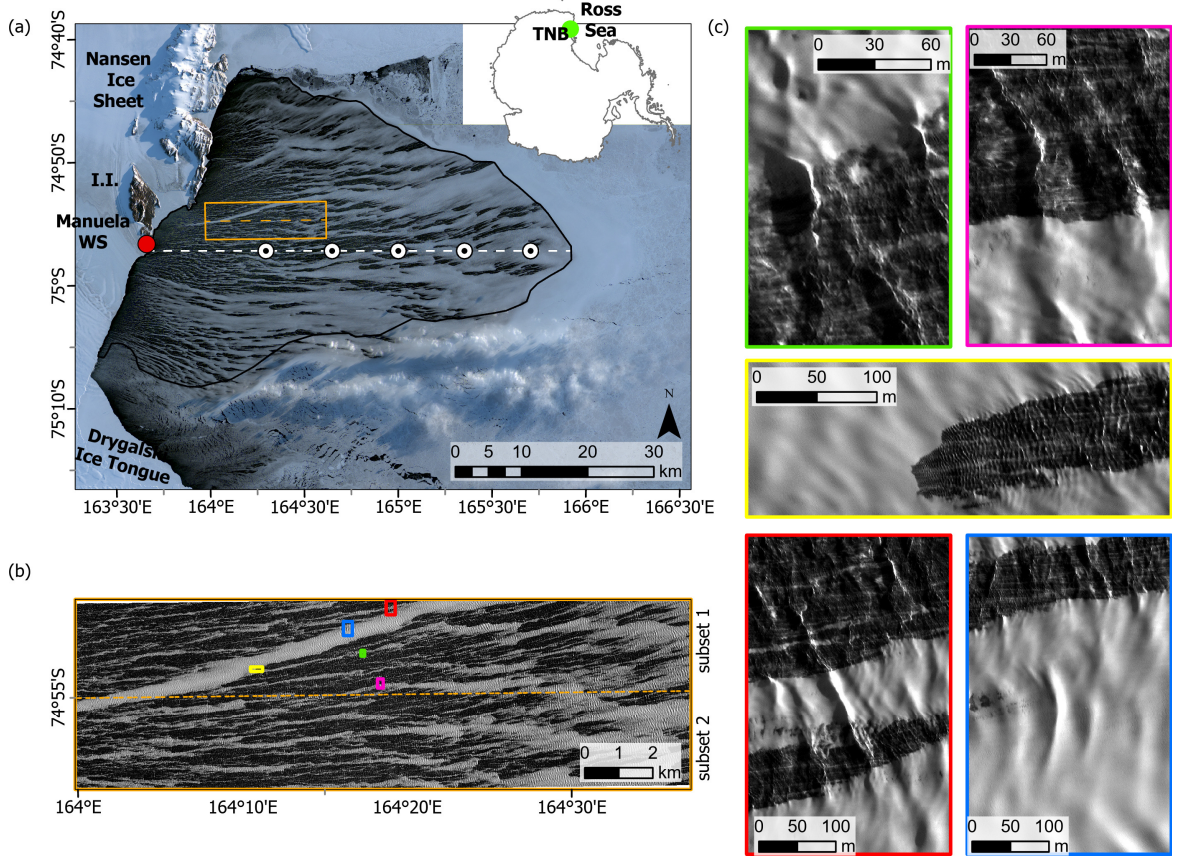 (a)
74°40'S
74°50'S
75°S
75°10'S
Nansen
Ice
Sheet
I.I.
Manuela
WS
Drygalski
Ice Tongue
Ross
Sea
TNB
N
0 5 10 20 30
km
163°30'E 164°E 164°30'E 165°E 165°30'E 166°E 166°30'E
(b)
74°55'S
subset 1
subset 2
0 1 2
km
164°E 164°10'E 164°20'E 164°30'E
(c)
0 30 60
m
0 30 60
m
0 50 100
m
0 50 100
m
0 50 100
m